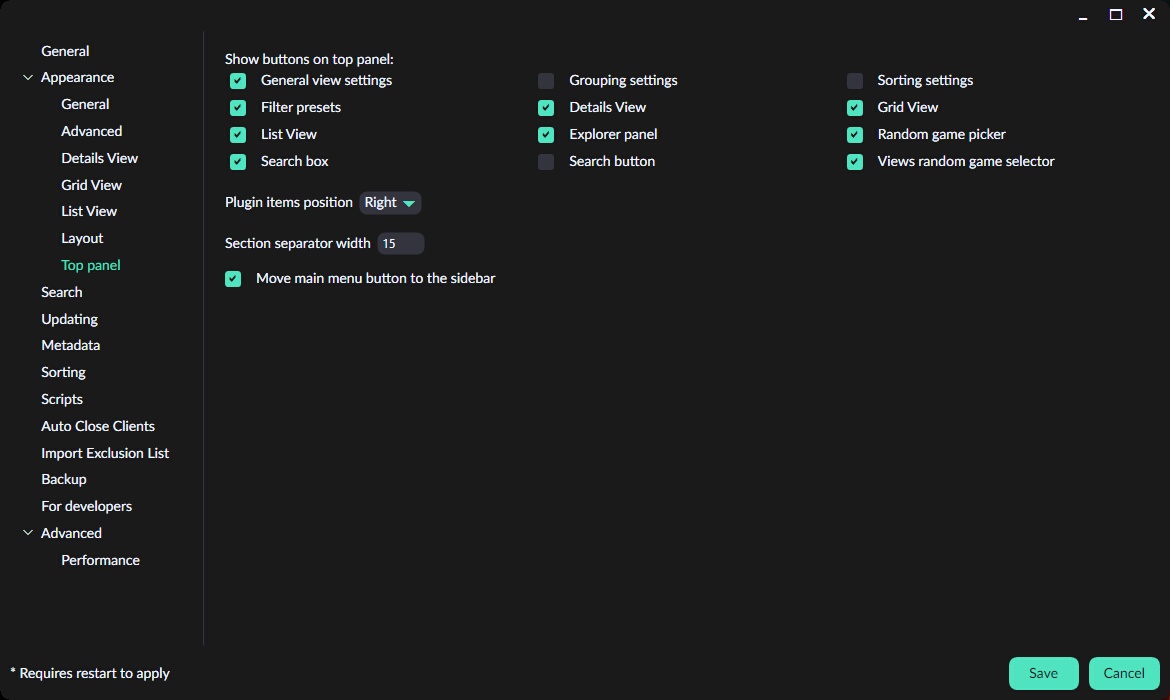 General
Appearance
General
Advanced
Details View
Grid View
List View
Layout
Top panel
Search
Updating
Metadata
Sorting
Scripts
Auto Close Clients
Import Exclusion List
Backup
For developers
Advanced
Performance
Show buttons on top panel:
General view settings Grouping settings Sorting settings
Filter presets Details View Grid View
List View Explorer panel Random game picker
Search box Search button Views random game selector
Plugin items position Right
Section separator width 15
Move main menu button to the sidebar
* Requires restart to apply
Save Cancel